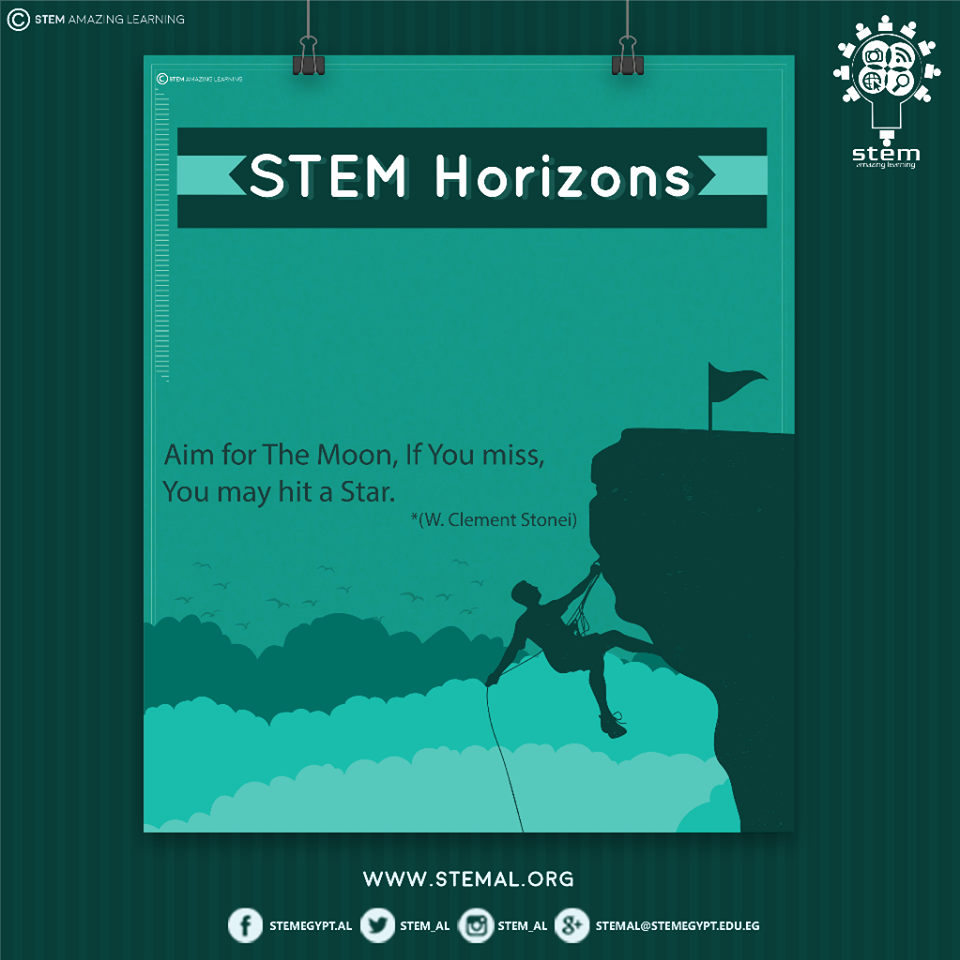 © STEM AMAZING LEARNING
© STEM AMAZING LEARNING
stem
amazing learning
STEM Horizons
Aim for The Moon, If You miss,
You may hit a Star.
*(W. Clement Stonei)
WWW.STEMAL.ORG
f STEMEGYPT.AL STEM_AL STEM_AL g+ STEMAL@STEMEGYPT.EDU.EG